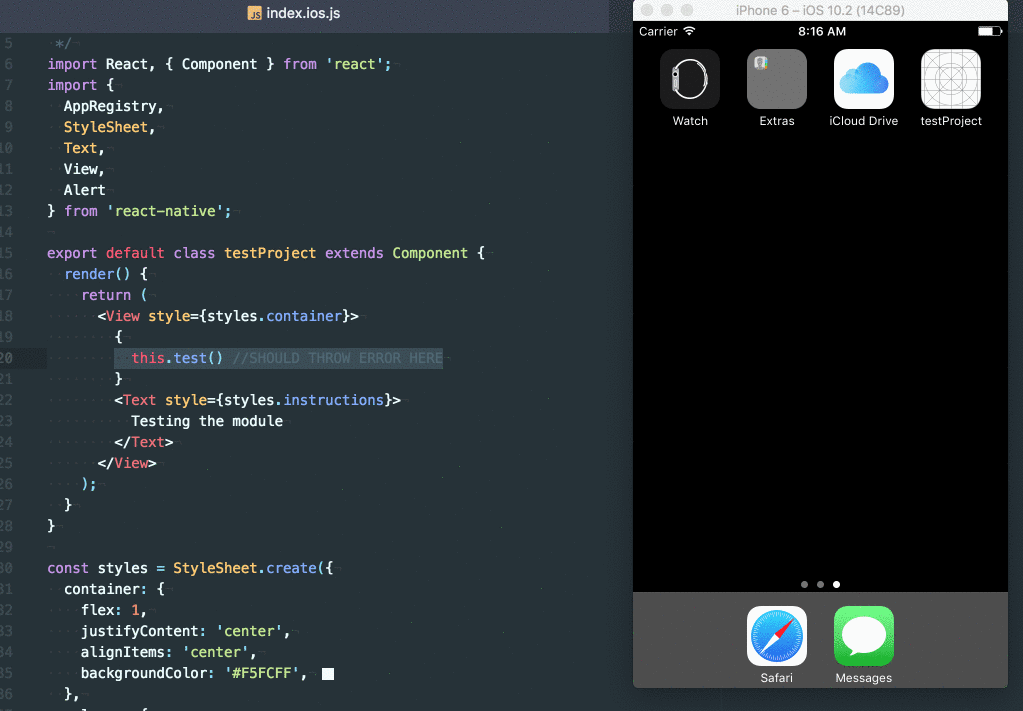 JS index.ios.js
5 */
6 import React, { Component } from 'react';
7 import {
8 AppRegistry,
9 StyleSheet,
10 Text,
11 View,
12 Alert
13 } from 'react-native';
14
15 export default class testProject extends Component {
16 render() {
17 return (
18 <View style={styles.container}>
19 {
20 this.test() //SHOULD THROW ERROR HERE
21 }
22 <Text style={styles.instructions}>
23 Testing the module
24 </Text>
25 </View>
26 );
27 }
28 }
29
30 const styles = StyleSheet.create({
31 container: {
32 flex: 1,
33 justifyContent: 'center',
34 alignItems: 'center',
35 backgroundColor: '#F5FCFF',
36 },
iPhone 6 – iOS 10.2 (14C89)
Carrier 8:16 AM
Watch Extras iCloud Drive testProject
Safari Messages